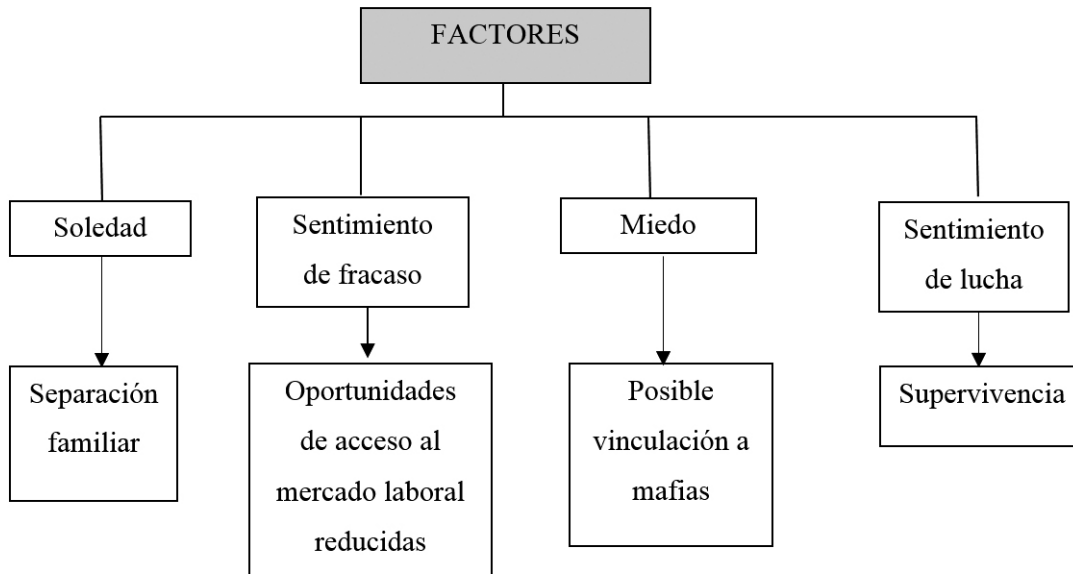 FACTORES
Soledad
Sentimiento
de fracaso
Miedo
Sentimiento
de lucha
Separación
familiar
Oportunidades
de acceso al
mercado laboral
reducidas
Posible
vinculación a
mafias
Supervivencia